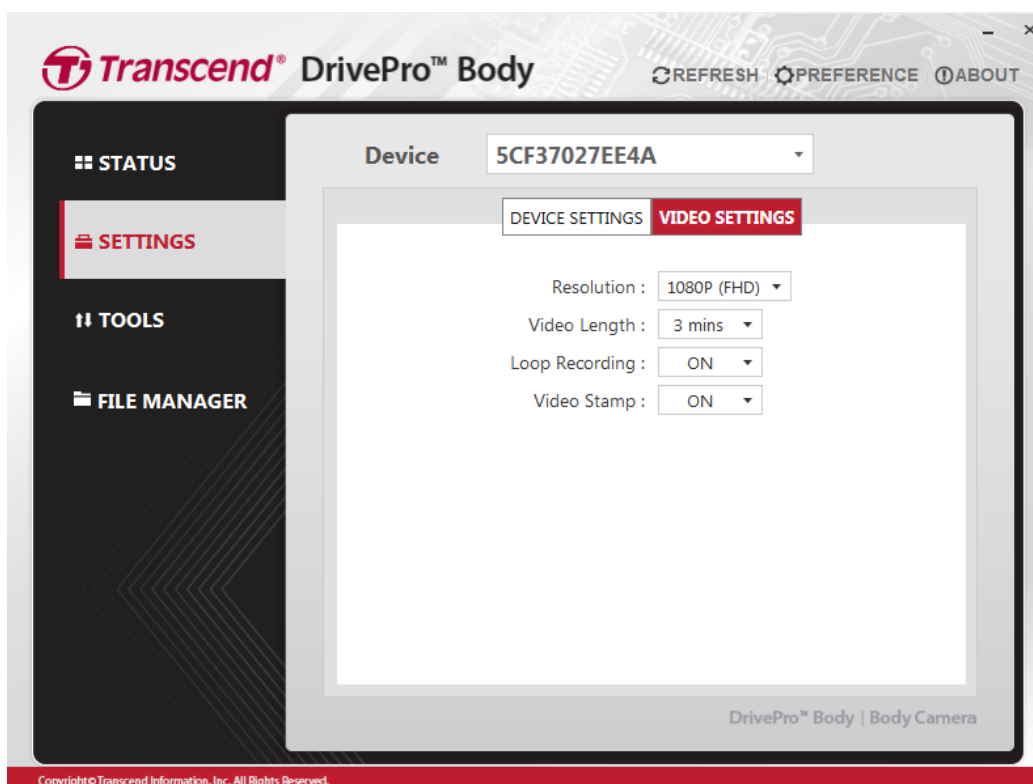 Transcend® DrivePro™ Body
REFRESH PREFERENCE ABOUT
STATUS
SETTINGS
TOOLS
FILE MANAGER
Device 5CF37027EE4A
DEVICE SETTINGS VIDEO SETTINGS
Resolution : 1080P (FHD)
Video Length : 3 mins
Loop Recording : ON
Video Stamp : ON
DrivePro™ Body | Body Camera
Copyright© Transcend Information, Inc. All Rights Reserved.